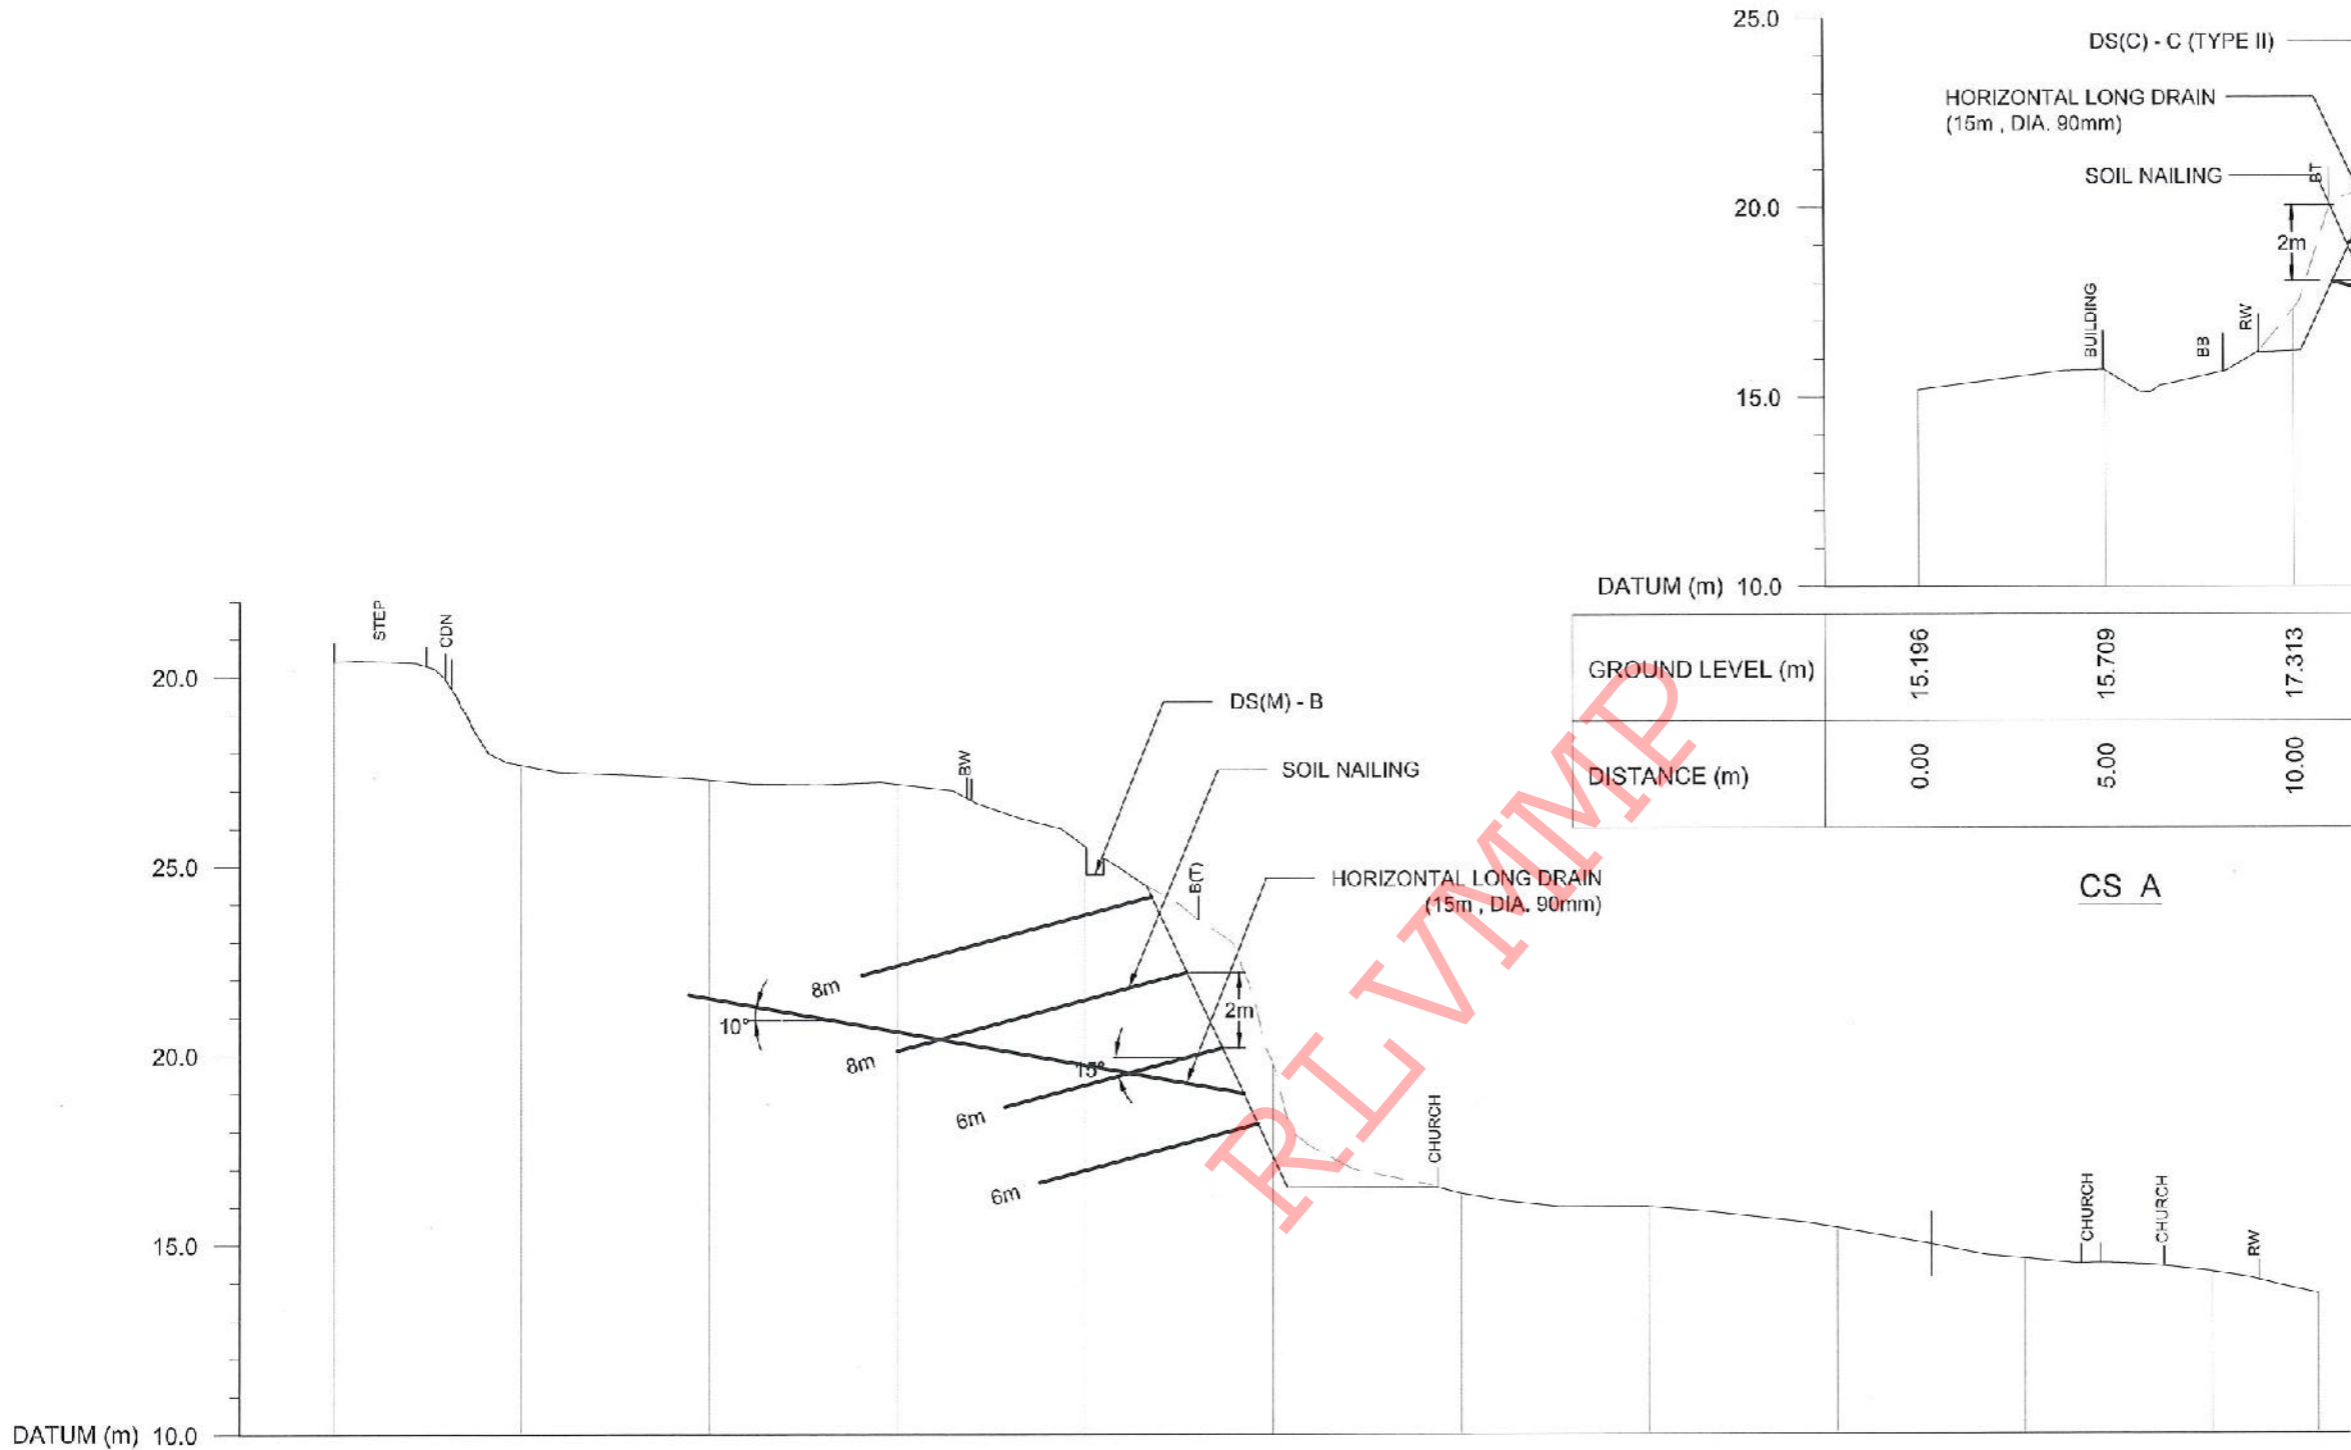 25.0
DS(C) - C (TYPE II)
HORIZONTAL LONG DRAIN
(15m , DIA. 90mm)
SOIL NAILING
BT
20.0
2m
BUILDING
BB
RW
15.0
DATUM (m) 10.0
GROUND LEVEL (m) 15.196 15.709 17.313
DISTANCE (m) 0.00 5.00 10.00
CS A
STEP
CDN
20.0
DS(M) - B
BW
SOIL NAILING
25.0
B(T)
HORIZONTAL LONG DRAIN
(15m , DIA. 90mm)
8m
10°
2m
20.0
8m
15°
6m
CHURCH
6m
15.0
CHURCH
CHURCH
RW
DATUM (m) 10.0
RLVMMP